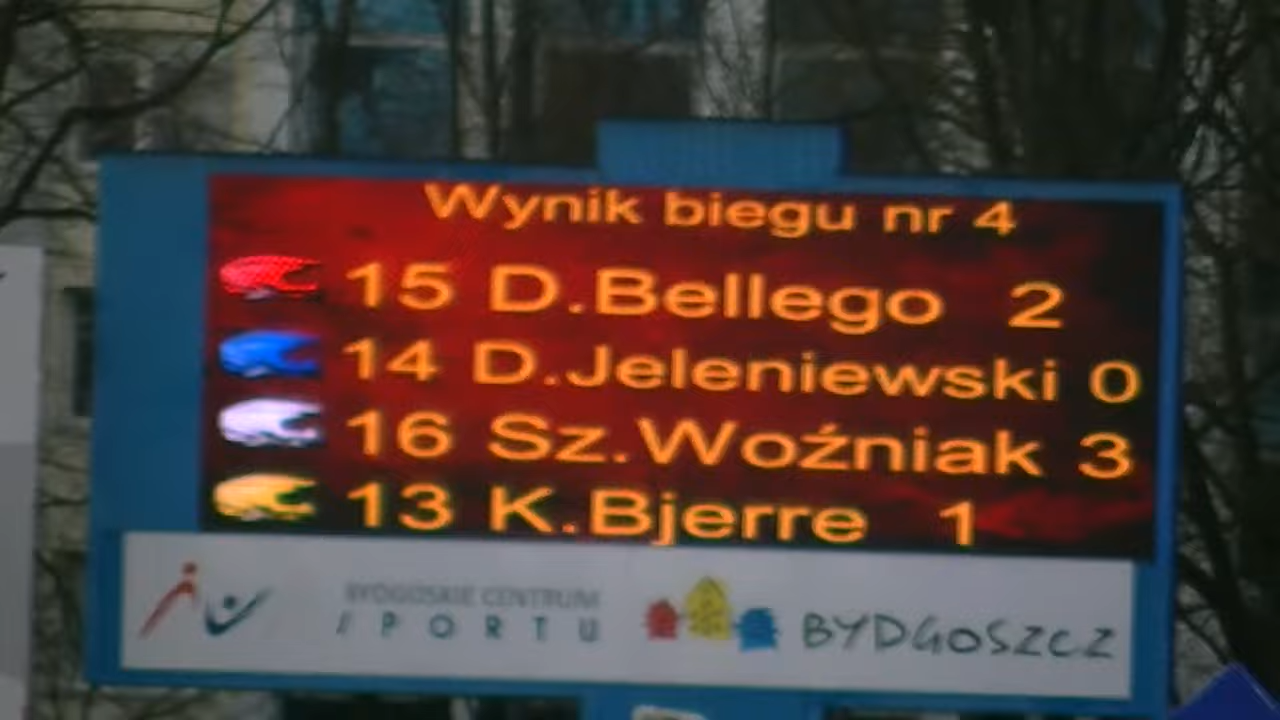 Wynik biegu nr 4
15 D.Bellego 2
14 D.Jeleniewski 0
16 Sz.Woźniak 3
13 K.Bjerre 1
BYDGOSKIE CENTRUM
SPORTU
BYDGOSZCZ